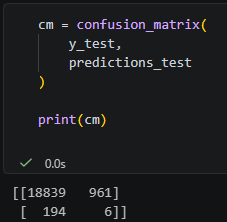 cm = confusion_matrix(
    y_test,
    predictions_test
)
print(cm)
0.0s
[[18839   961]
 [  194     6]]